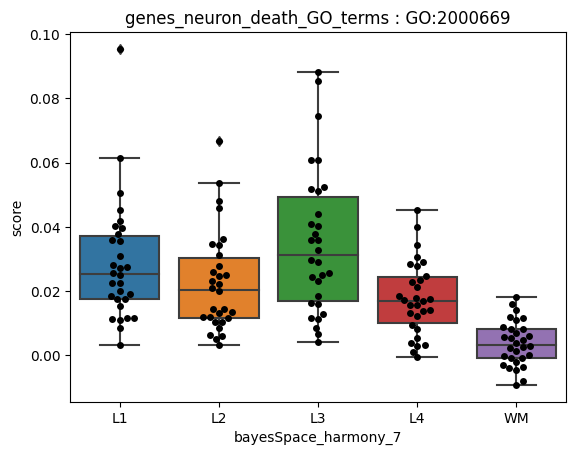 genes_neuron_death_GO_terms : GO:2000669
0.10
0.08
0.06
0.04
0.02
0.00
score
L1 L2 L3 L4 WM
bayesSpace_harmony_7